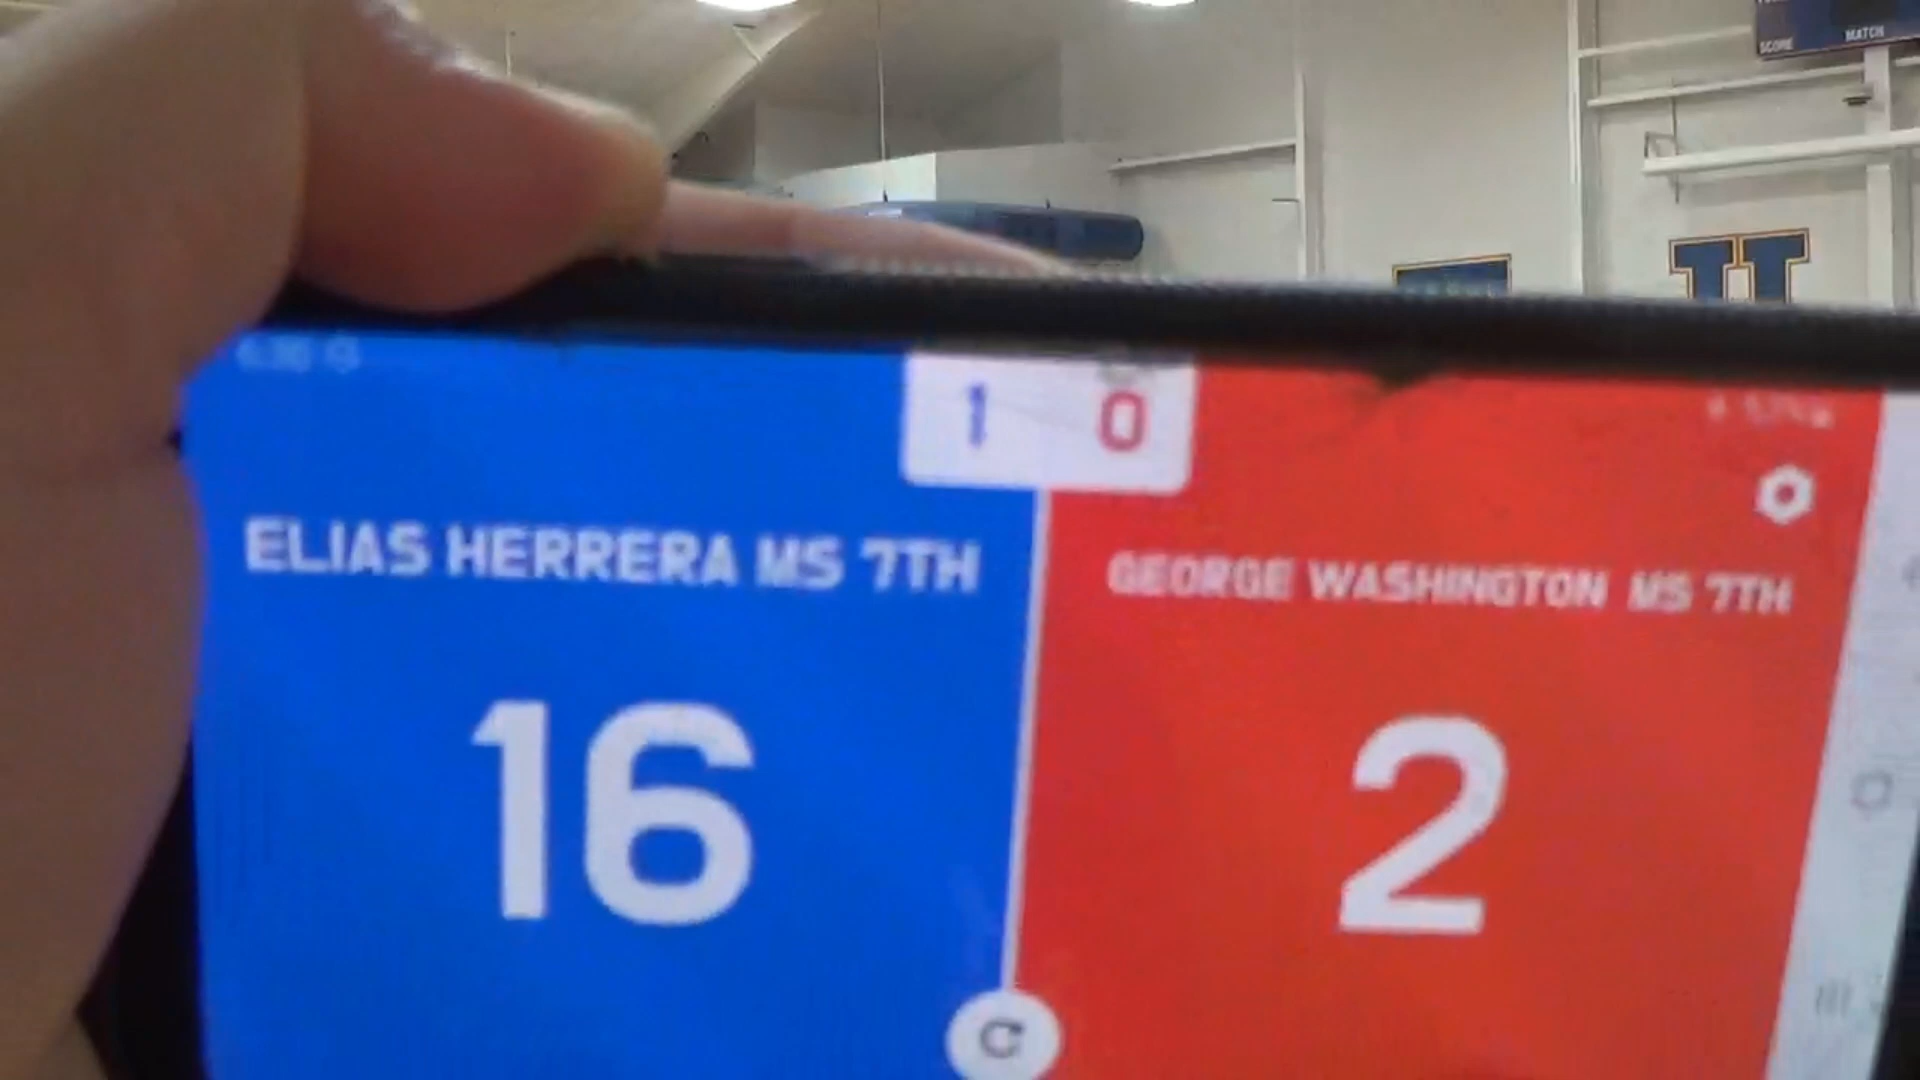 SCORE MATCH
H
1 0
ELIAS HERRERA MS 7TH
GEORGE WASHINGTON MS 7TH
16
2